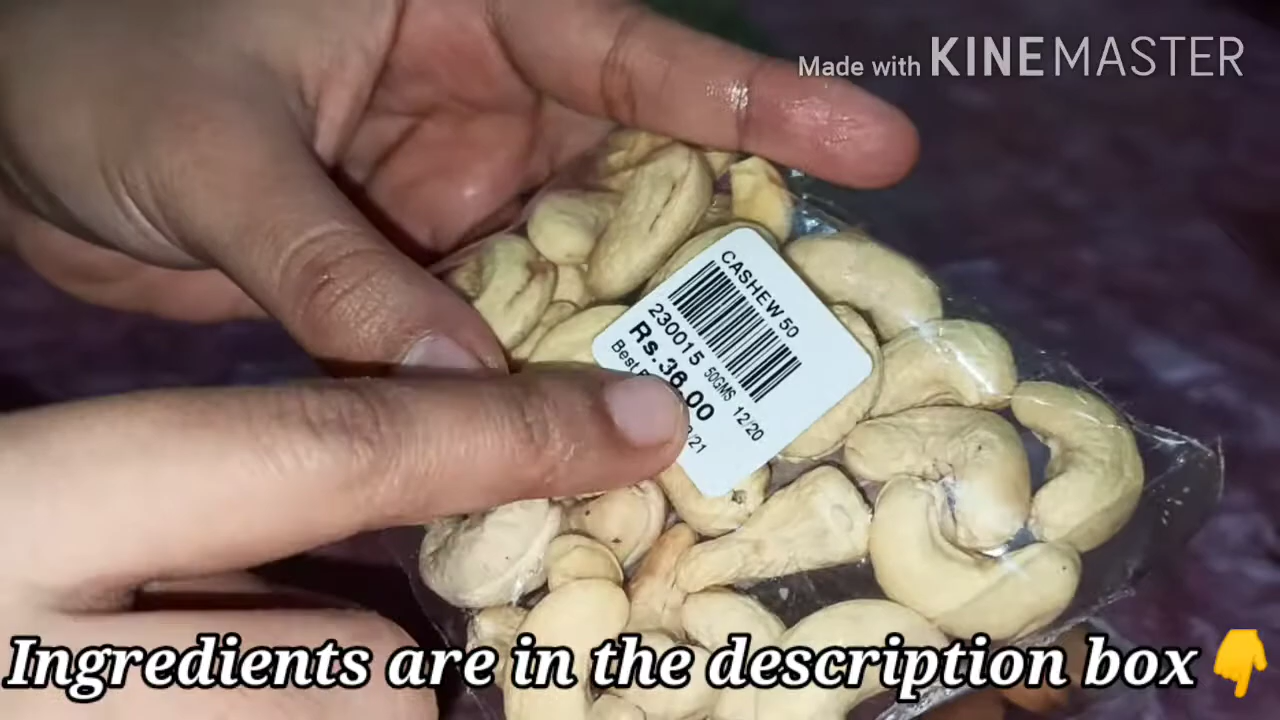 Made with KINEMASTER
CASHEW 50
230015 50GMS 12/20
Rs.36.00
Best
/21
Ingredients are in the description box👇